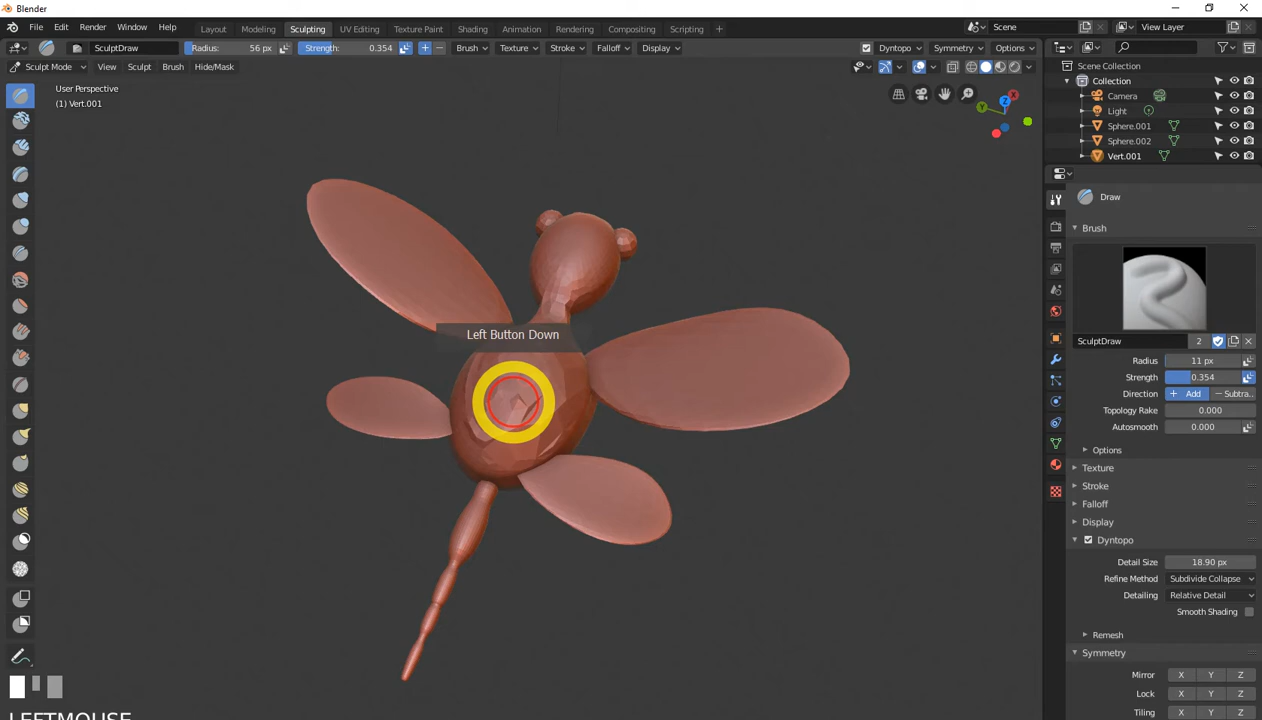 Blender
File Edit Render Window Help Layout Modeling Sculpting UV Editing Texture Paint Shading Animation Rendering Compositing Scripting + Scene View Layer
SculptDraw Radius: 56 px Strength: 0.354 + − Brush Texture Stroke Falloff Display Dyntopo Symmetry Options
Sculpt Mode View Sculpt Brush Hide/Mask
User Perspective
(1) Vert.001
Z
X
Y
Scene Collection
Collection
Camera
Light
Sphere.001
Sphere.002
Vert.001
Draw
Brush
SculptDraw 2
Radius 11 px
Strength 0.354
Direction + Add − Subtra..
Topology Rake 0.000
Autosmooth 0.000
Options
Texture
Stroke
Falloff
Display
Dyntopo
Detail Size 18.90 px
Refine Method Subdivide Collapse
Detailing Relative Detail
Smooth Shading
Remesh
Symmetry
Mirror X Y Z
Lock X Y Z
Tiling X Y Z
Left Button Down
LEFTMOUSE